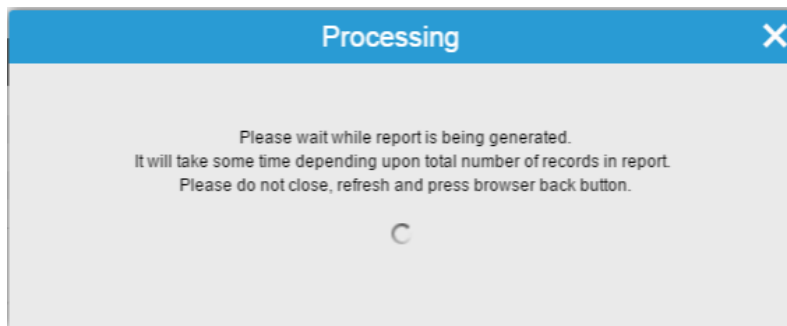 Processing
Please wait while report is being generated.
It will take some time depending upon total number of records in report.
Please do not close, refresh and press browser back button.